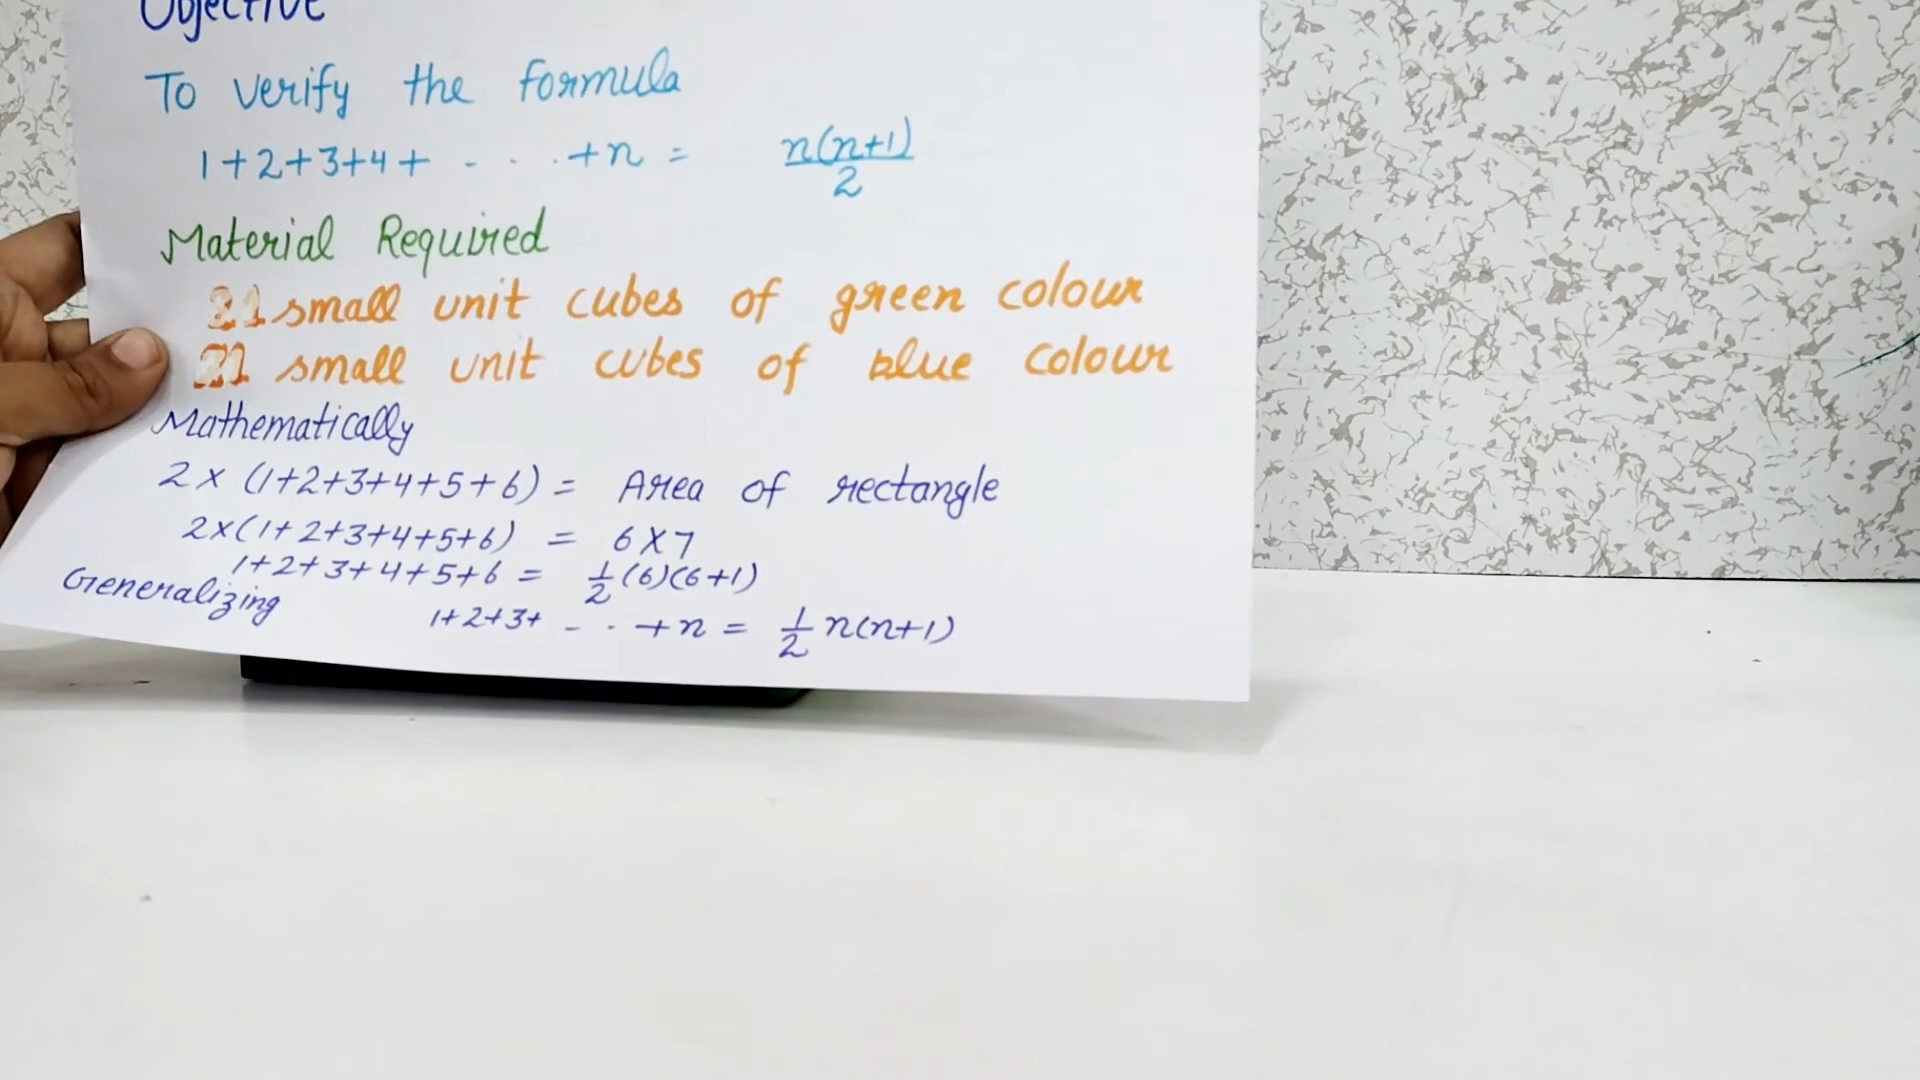 Objective
To verify the formula
1+2+3+4+ - . . +n = n(n+1)/2
Material Required
21 small unit cubes of green colour
21 small unit cubes of blue colour
Mathematically
2 x (1+2+3+4+5+6) = Area of rectangle
2x(1+2+3+4+5+6) = 6x7
1+2+3+4+5+6 = 1/2 (6)(6+1)
Generalizing
1+2+3+ - . . +n = 1/2 n(n+1)